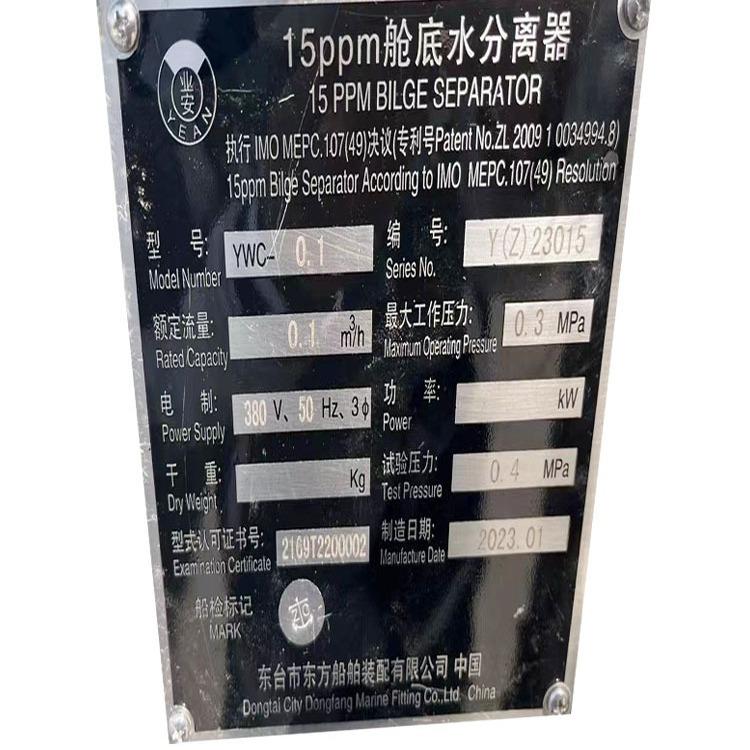 15ppm舱底水分离器
15 PPM BILGE SEPARATOR
业安
YEAN
执行 IMO MEPC.107(49)决议(专利号Patent No.ZL 2009 1 0034994.8)
15ppm Bilge Separator According to IMO MEPC.107(49) Resolution
型 号: YWC- 0.1 编 号: Y(Z)23015
Model Number Series No.
额定流量: 0.1 m³/h 最大工作压力: 0.3 MPa
Rated Capacity Maximum Operating Pressure
电 制: 380 V、50 Hz、3φ 功 率: kW
Power Supply Power
干 重: Kg 试验压力: 0.4 MPa
Dry Weight Test Pressure
型式认可证书号: 2169T2200002 制造日期: 2023.01
Examination Certificate Manufacture Date
船检标记
MARK
东台市东方船舶装配有限公司 中国
Dongtai City Dongfang Marine Fitting Co.,Ltd China